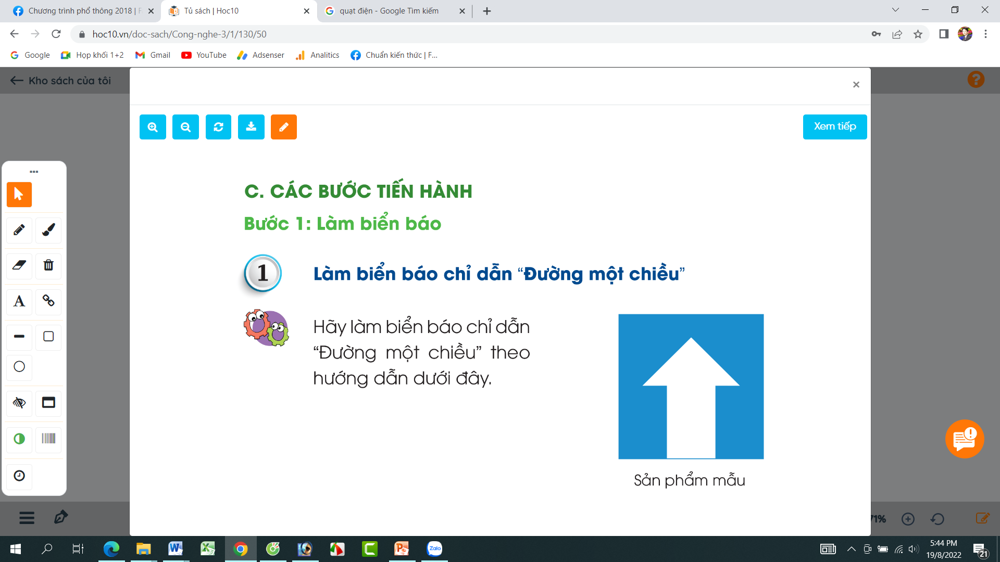 Chương trình phổ thông 2018 | F
Tủ sách | Hoc10
quạt điện - Google Tìm kiếm
hoc10.vn/doc-sach/Cong-nghe-3/1/130/50
Google
Họp khối 1+2
Gmail
YouTube
Adsenser
Analitics
Chuẩn kiến thức | F...
Kho sách của tôi
Xem tiếp
C. CÁC BƯỚC TIẾN HÀNH
Bước 1: Làm biển báo
1
Làm biển báo chỉ dẫn “Đường một chiều”
Hãy làm biển báo chỉ dẫn
“Đường một chiều” theo
hướng dẫn dưới đây.
Sản phẩm mẫu
71%
Zalo
5:44 PM
19/8/2022
21